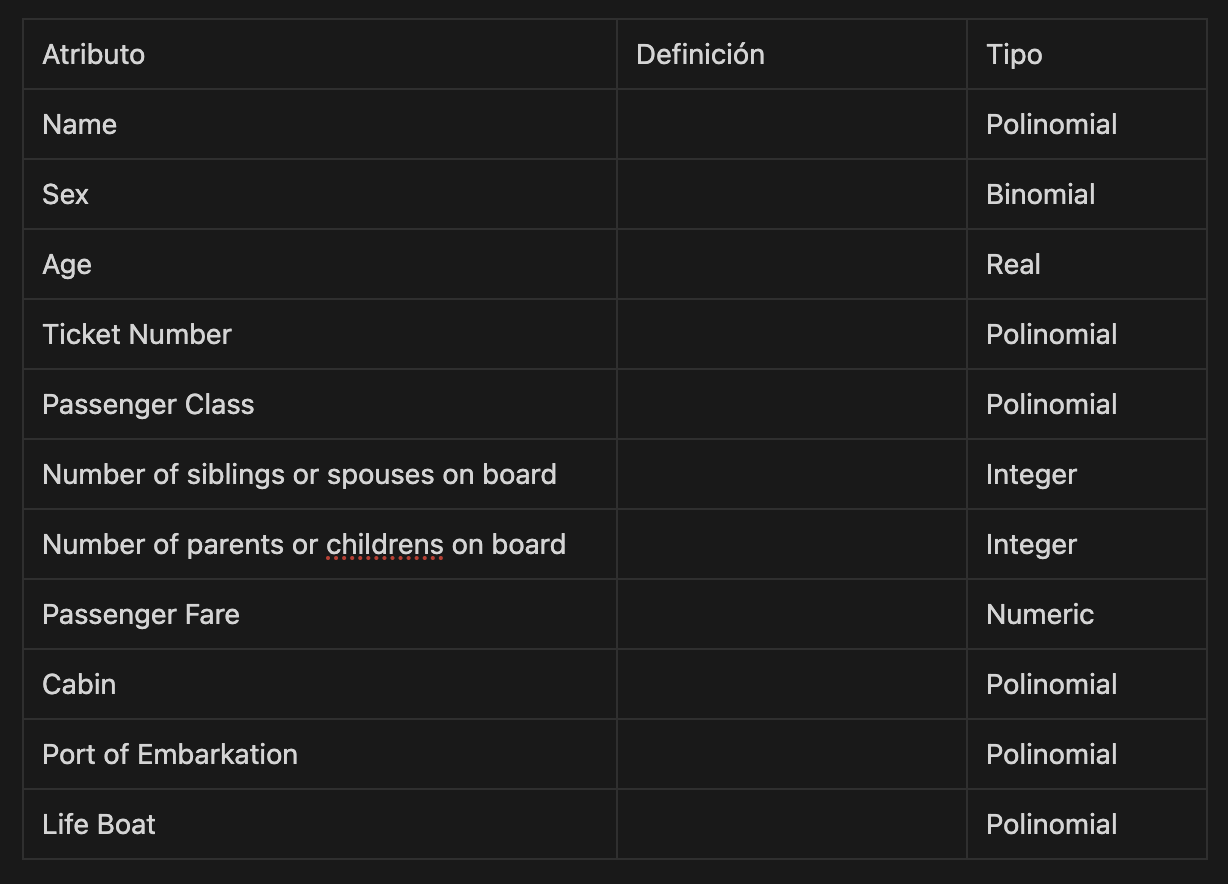 Atributo Definición Tipo
Name Polinomial
Sex Binomial
Age Real
Ticket Number Polinomial
Passenger Class Polinomial
Number of siblings or spouses on board Integer
Number of parents or childrens on board Integer
Passenger Fare Numeric
Cabin Polinomial
Port of Embarkation Polinomial
Life Boat Polinomial